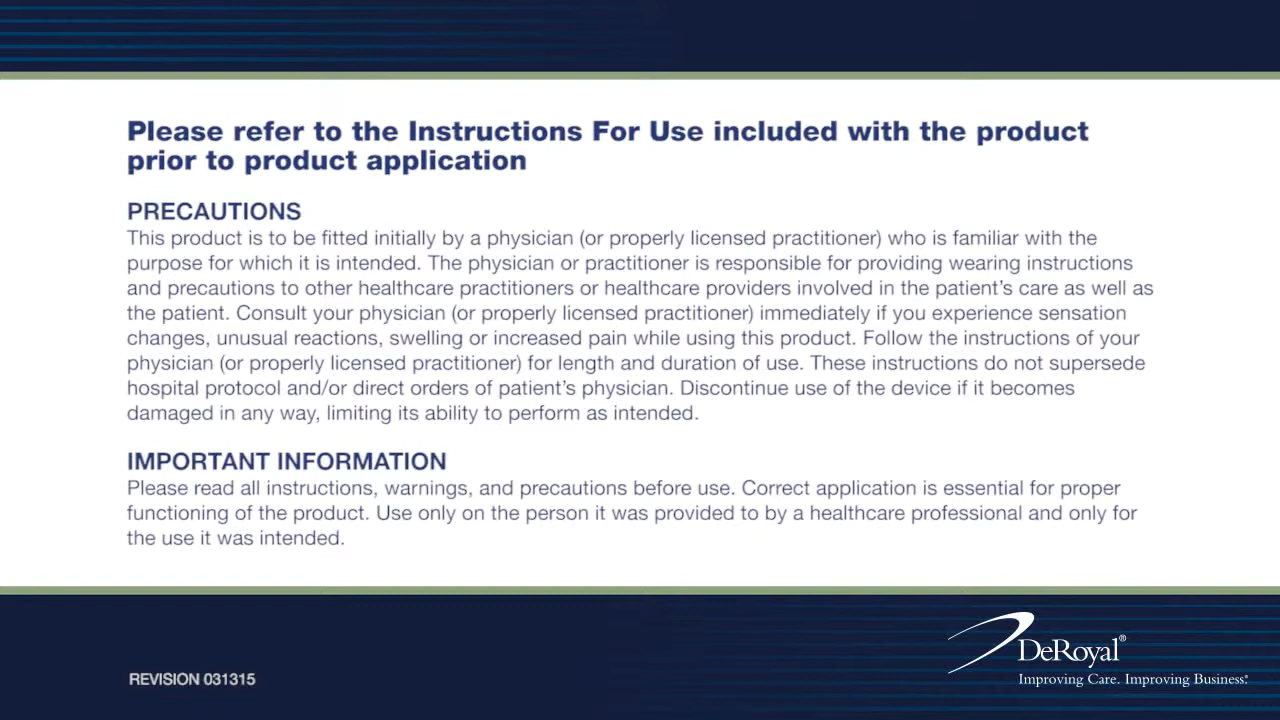 Please refer to the Instructions For Use included with the product
prior to product application
PRECAUTIONS
This product is to be fitted initially by a physician (or properly licensed practitioner) who is familiar with the
purpose for which it is intended. The physician or practitioner is responsible for providing wearing instructions
and precautions to other healthcare practitioners or healthcare providers involved in the patient's care as well as
the patient. Consult your physician (or properly licensed practitioner) immediately if you experience sensation
changes, unusual reactions, swelling or increased pain while using this product. Follow the instructions of your
physician (or properly licensed practitioner) for length and duration of use. These instructions do not supersede
hospital protocol and/or direct orders of patient's physician. Discontinue use of the device if it becomes
damaged in any way, limiting its ability to perform as intended.
IMPORTANT INFORMATION
Please read all instructions, warnings, and precautions before use. Correct application is essential for proper
functioning of the product. Use only on the person it was provided to by a healthcare professional and only for
the use it was intended.
DeRoyal®
Improving Care. Improving Business.®
REVISION 031315